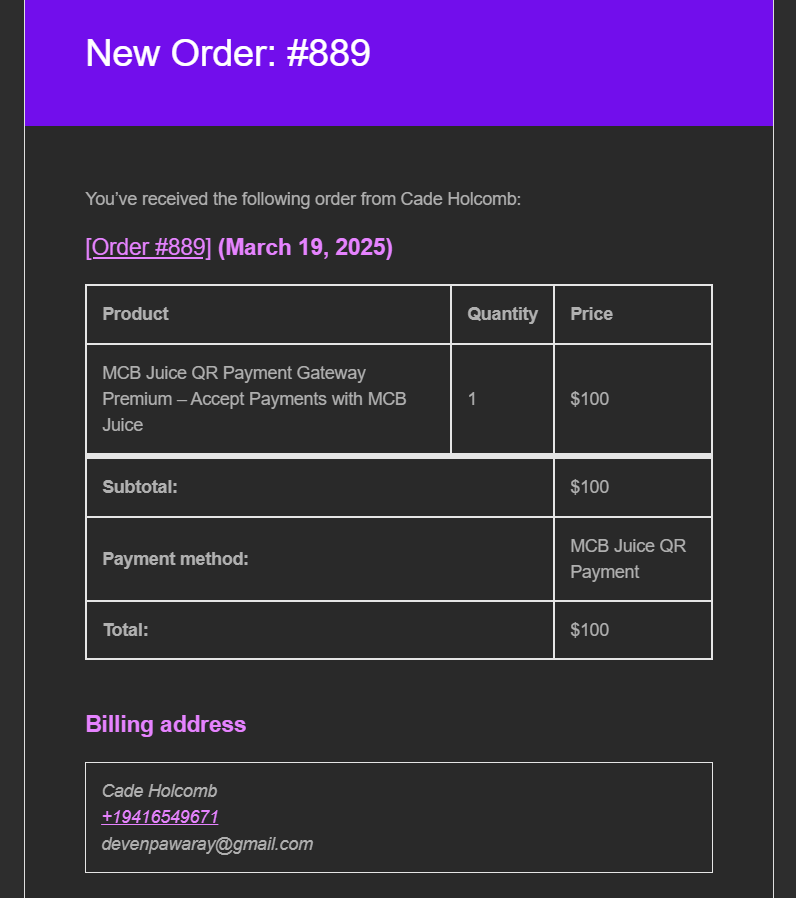 New Order: #889
You’ve received the following order from Cade Holcomb:
[Order #889] (March 19, 2025)
Product Quantity Price
MCB Juice QR Payment Gateway
Premium – Accept Payments with MCB
Juice
1 $100
Subtotal: $100
Payment method: MCB Juice QR
Payment
Total: $100
Billing address
Cade Holcomb
+19416549671
devenpawaray@gmail.com